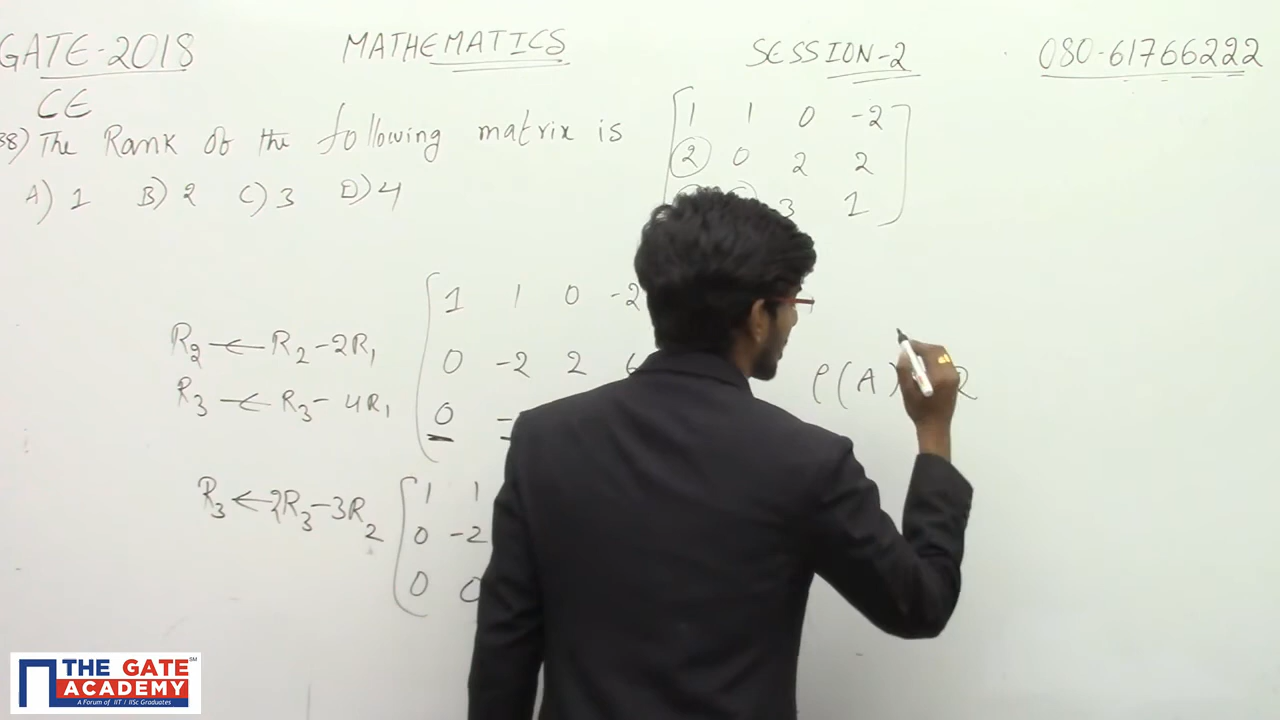 GATE-2018 MATHEMATICS SESSION-2 080-61766222
CE
38) The Rank of the following matrix is
A) 1 B) 2 C) 3 D) 4
1 1 0 -2
2 0 2 2
3 1
1 1 0 -2
R2 ← R2 - 2R1 0 -2 2 6
R3 ← R3 - 4R1 0 -
R3 ← 2R3 - 3R2 1 1
0 -2
0 0
ρ(A) 2
THE GATE
ACADEMY
A Forum of IIT / IISc Graduates